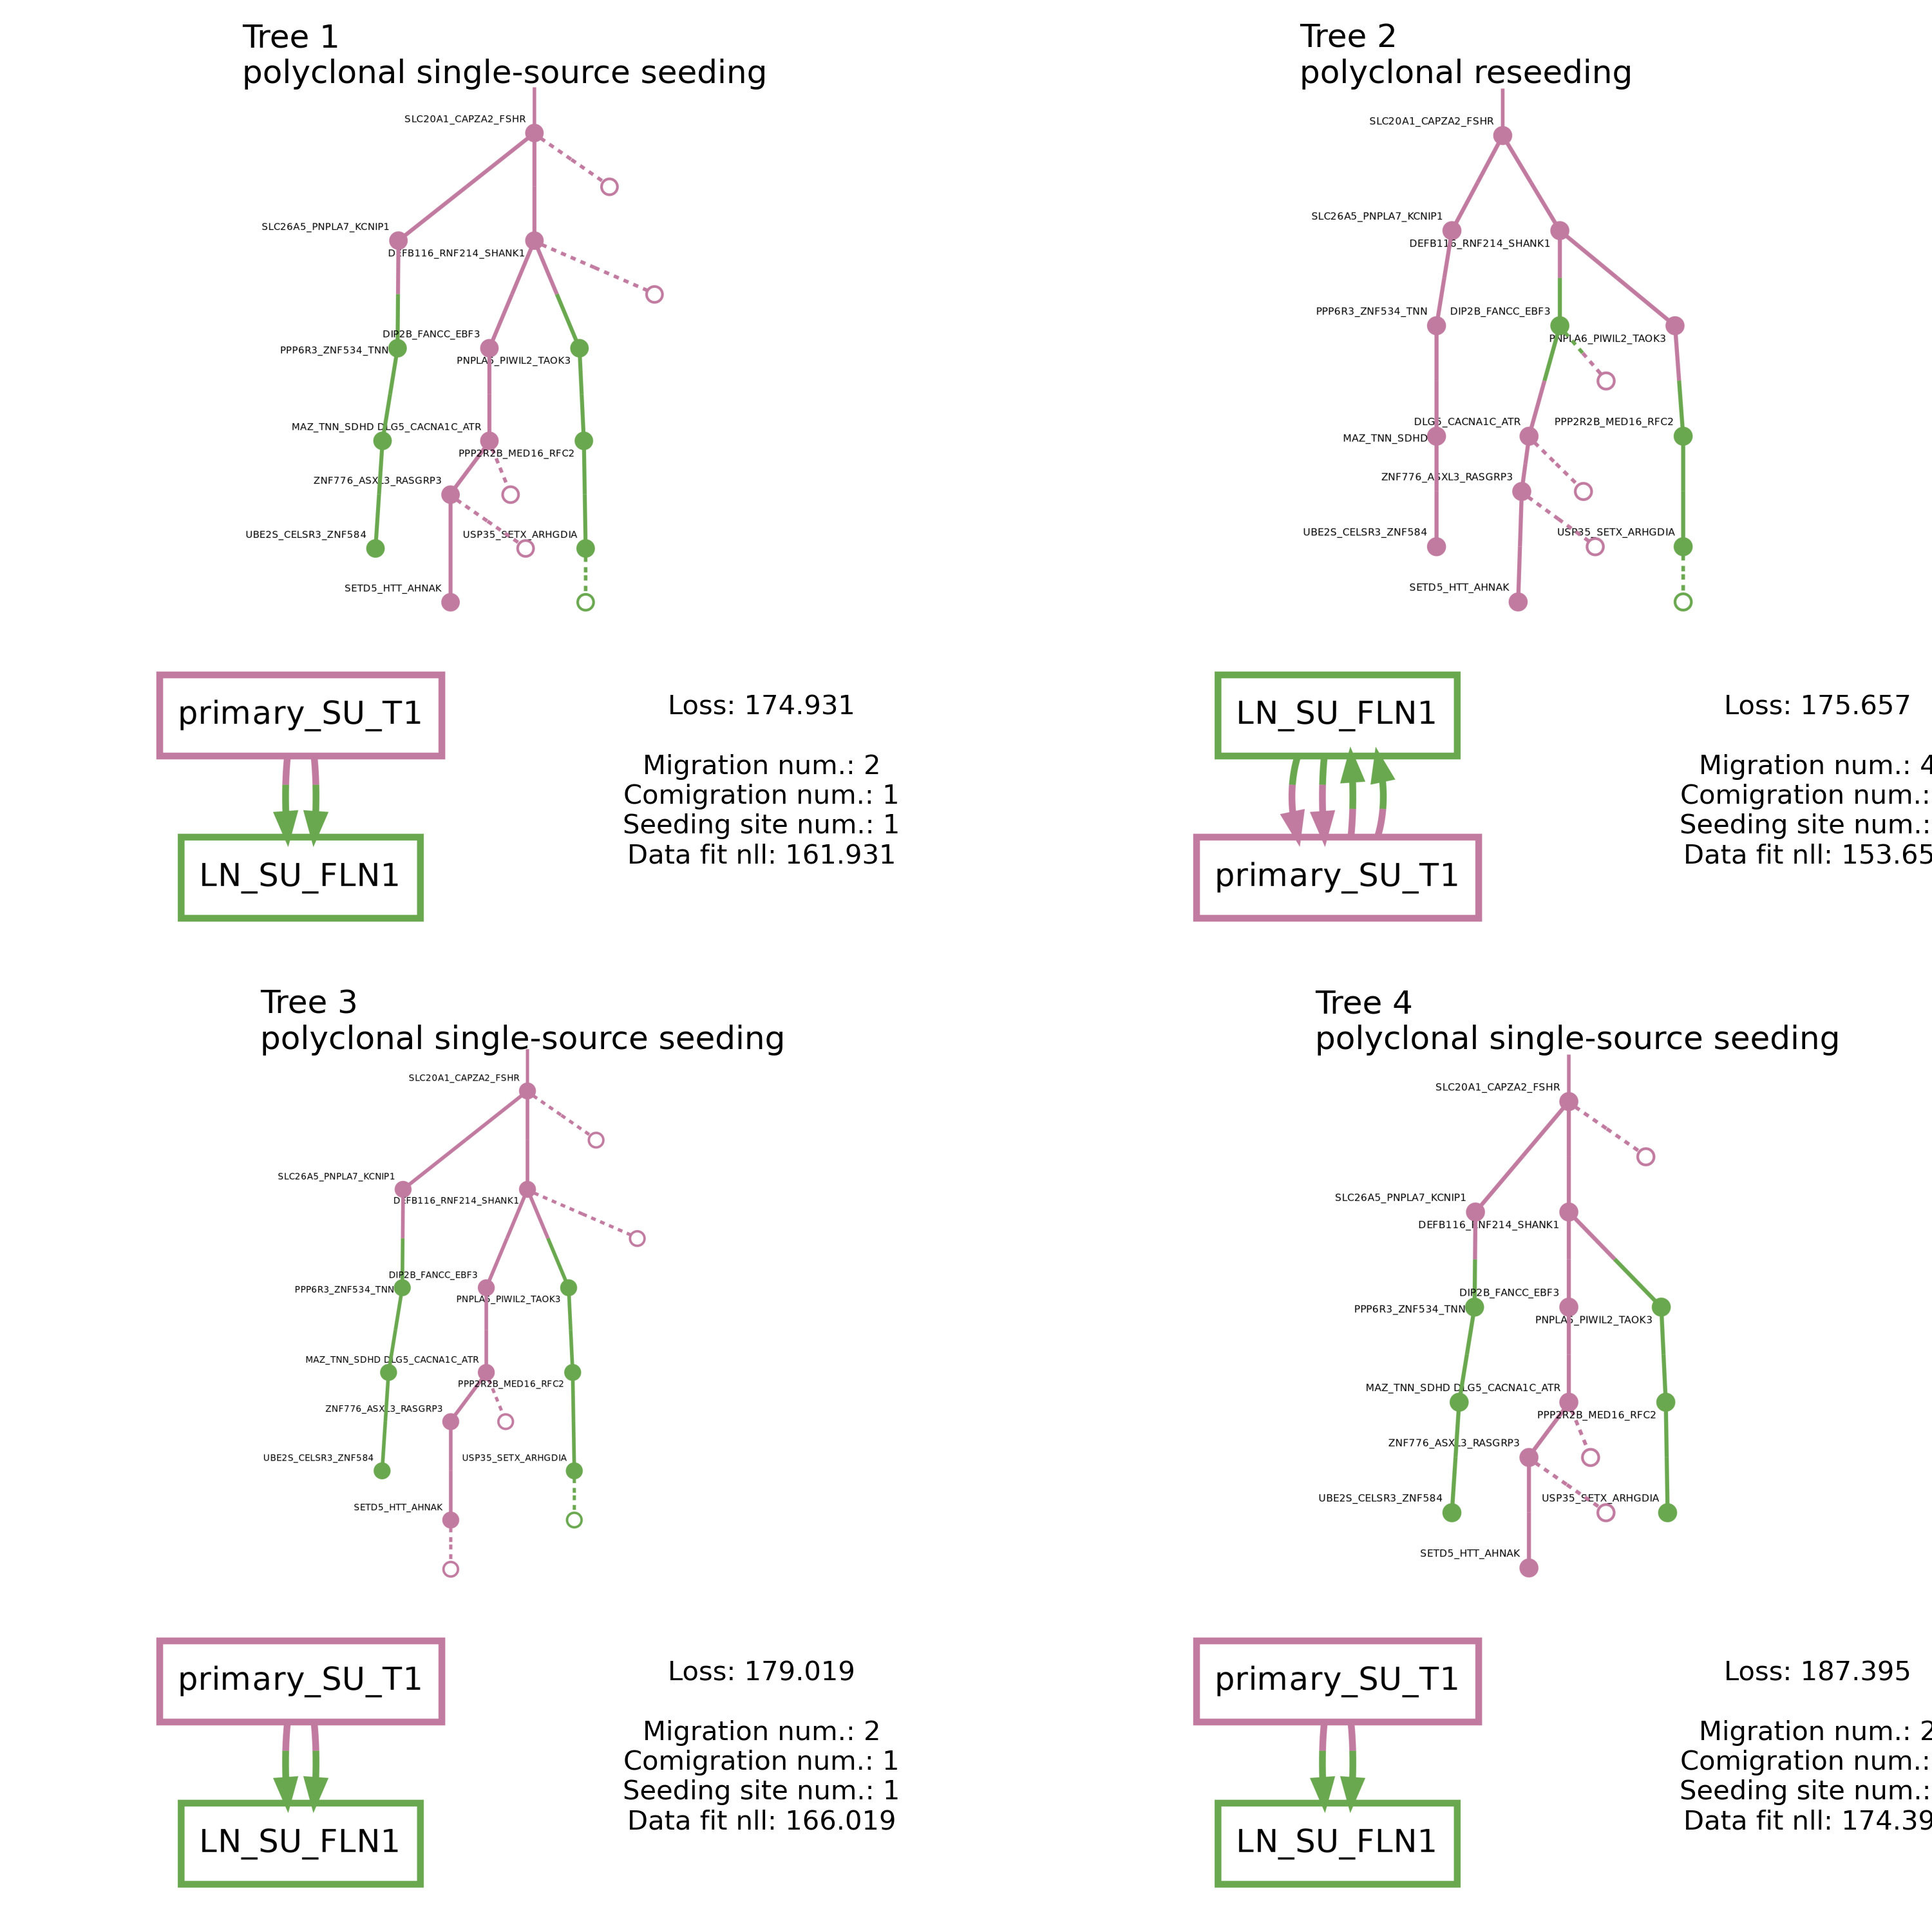 Tree 1
polyclonal single-source seeding
SLC20A1_CAPZA2_FSHR
SLC26A5_PNPLA7_KCNIP1
DEFB116_RNF214_SHANK1
DIP2B_FANCC_EBF3
PPP6R3_ZNF534_TNN
PNPLA6_PIWIL2_TAOK3
MAZ_TNN_SDHD
DLG5_CACNA1C_ATR
PPP2R2B_MED16_RFC2
ZNF776_ASXL3_RASGRP3
UBE2S_CELSR3_ZNF584
USP35_SETX_ARHGDIA
SETD5_HTT_AHNAK
primary_SU_T1
LN_SU_FLN1
Loss: 174.931
Migration num.: 2
Comigration num.: 1
Seeding site num.: 1
Data fit nll: 161.931
Tree 2
polyclonal reseeding
SLC20A1_CAPZA2_FSHR
SLC26A5_PNPLA7_KCNIP1
DEFB116_RNF214_SHANK1
PPP6R3_ZNF534_TNN
DIP2B_FANCC_EBF3
PNPLA6_PIWIL2_TAOK3
DLG5_CACNA1C_ATR
PPP2R2B_MED16_RFC2
MAZ_TNN_SDHD
ZNF776_ASXL3_RASGRP3
UBE2S_CELSR3_ZNF584
USP35_SETX_ARHGDIA
SETD5_HTT_AHNAK
LN_SU_FLN1
primary_SU_T1
Loss: 175.657
Migration num.: 4
Comigration num.:
Seeding site num.:
Data fit nll: 153.65
Tree 3
polyclonal single-source seeding
SLC20A1_CAPZA2_FSHR
SLC26A5_PNPLA7_KCNIP1
DEFB116_RNF214_SHANK1
DIP2B_FANCC_EBF3
PPP6R3_ZNF534_TNN
PNPLA6_PIWIL2_TAOK3
MAZ_TNN_SDHD
DLG5_CACNA1C_ATR
PPP2R2B_MED16_RFC2
ZNF776_ASXL3_RASGRP3
UBE2S_CELSR3_ZNF584
USP35_SETX_ARHGDIA
SETD5_HTT_AHNAK
primary_SU_T1
LN_SU_FLN1
Loss: 179.019
Migration num.: 2
Comigration num.: 1
Seeding site num.: 1
Data fit nll: 166.019
Tree 4
polyclonal single-source seeding
SLC20A1_CAPZA2_FSHR
SLC26A5_PNPLA7_KCNIP1
DEFB116_RNF214_SHANK1
DIP2B_FANCC_EBF3
PPP6R3_ZNF534_TNN
PNPLA6_PIWIL2_TAOK3
MAZ_TNN_SDHD
DLG5_CACNA1C_ATR
PPP2R2B_MED16_RFC2
ZNF776_ASXL3_RASGRP3
UBE2S_CELSR3_ZNF584
USP35_SETX_ARHGDIA
SETD5_HTT_AHNAK
primary_SU_T1
LN_SU_FLN1
Loss: 187.395
Migration num.: 2
Comigration num.:
Seeding site num.:
Data fit nll: 174.39